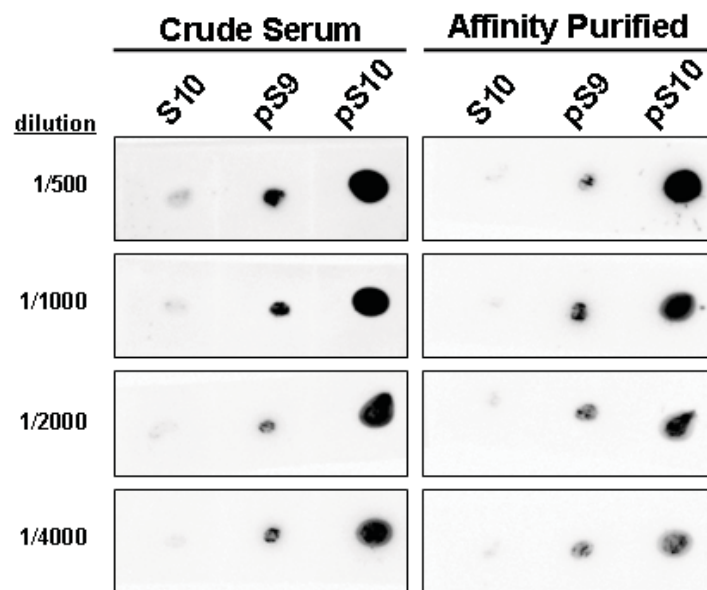 Crude Serum Affinity Purified
S10 pS9 pS10 S10 pS9 pS10
dilution
1/500
1/1000
1/2000
1/4000